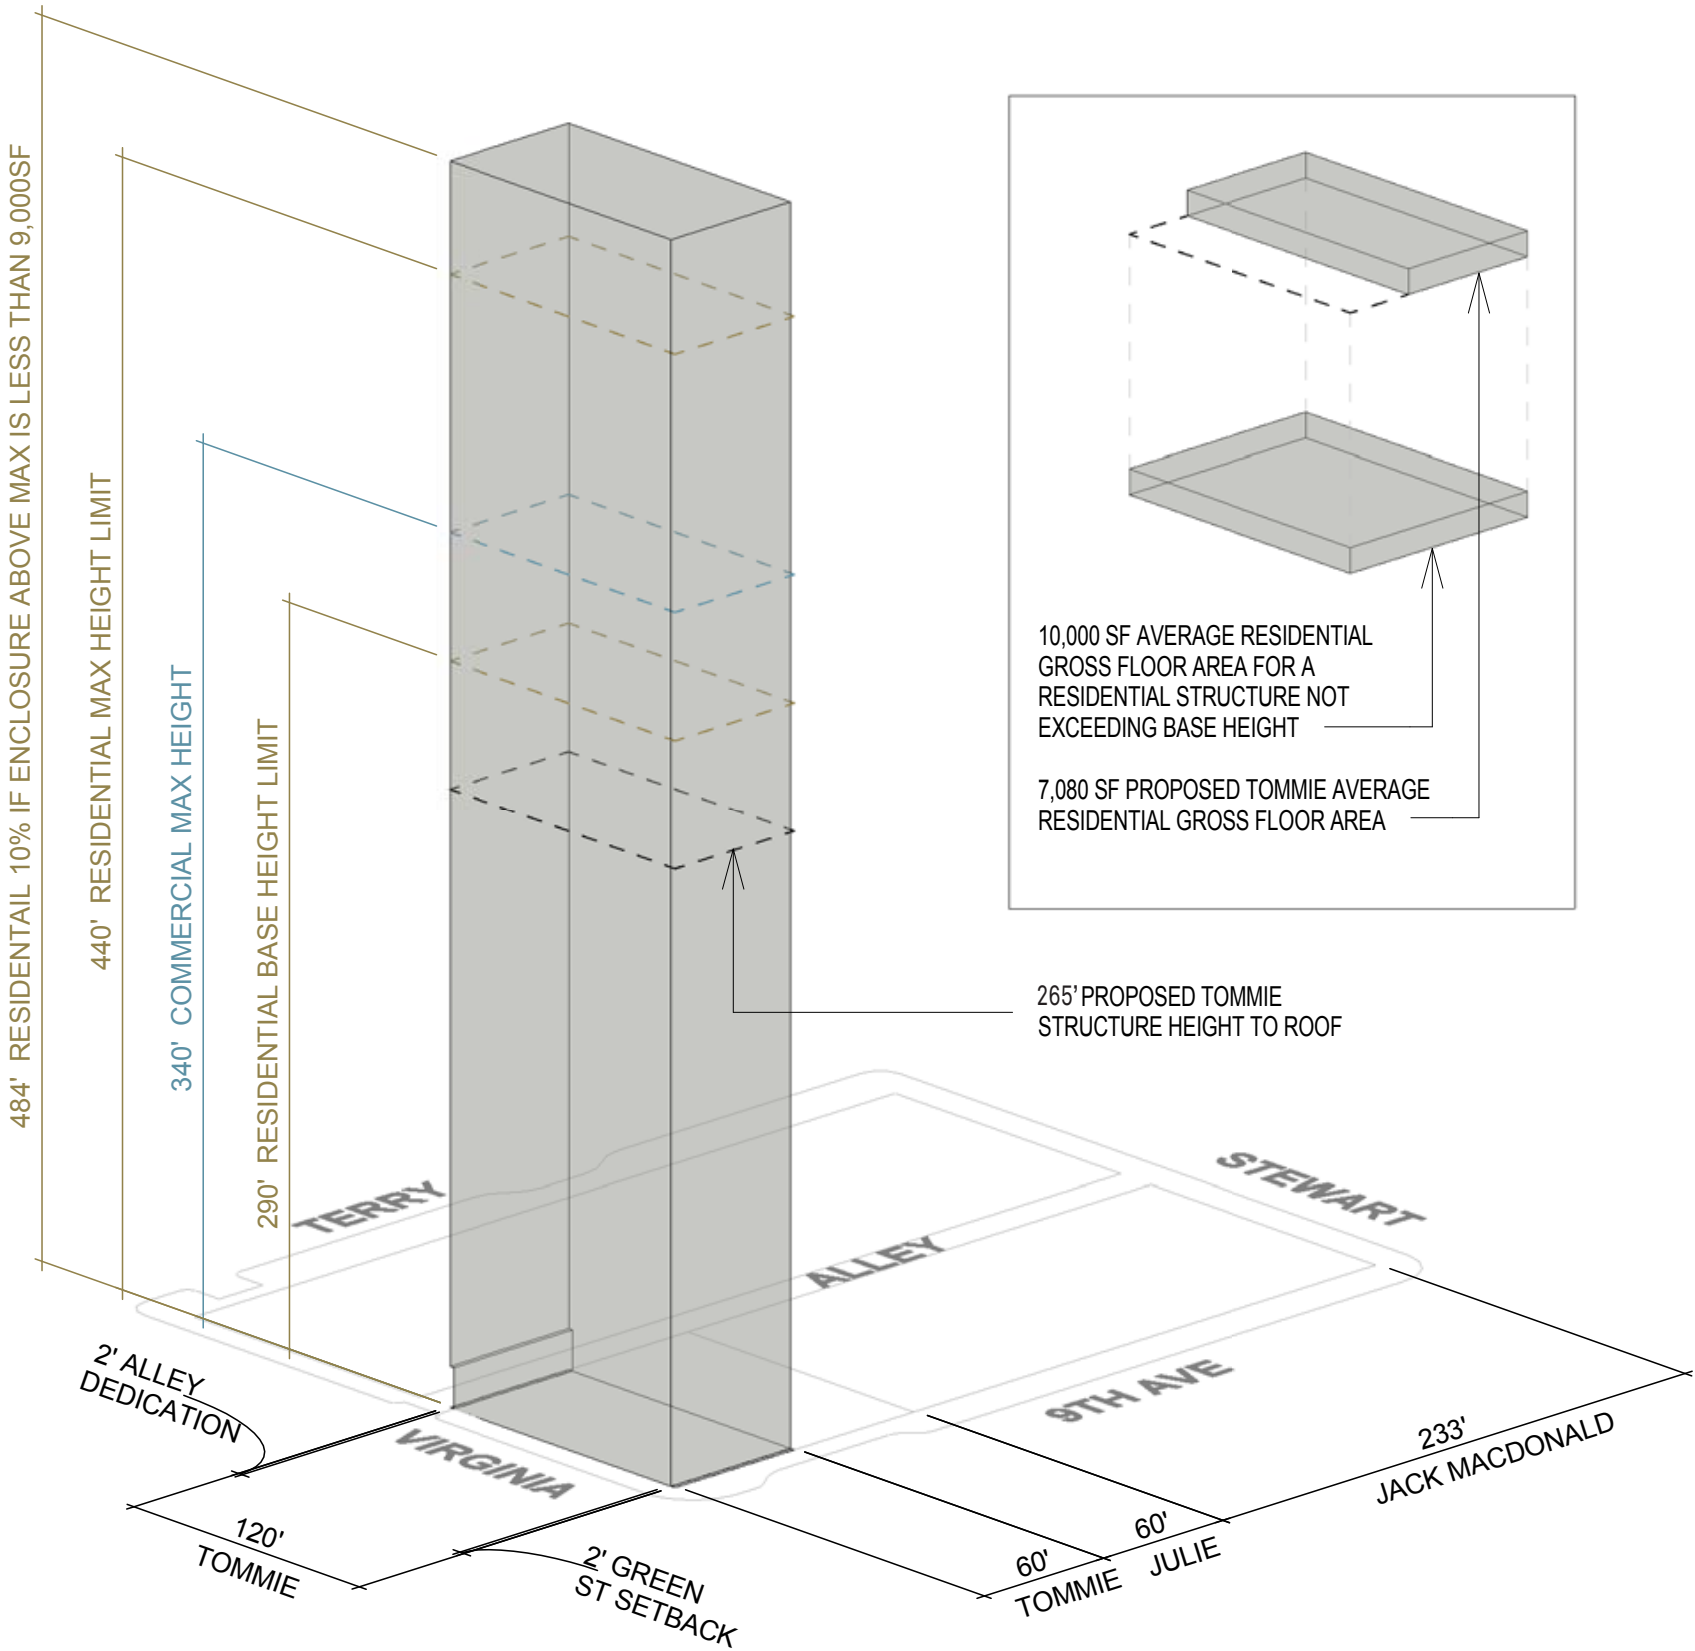 484' RESIDENTAIL 10% IF ENCLOSURE ABOVE MAX IS LESS THAN 9,000SF
440' RESIDENTIAL MAX HEIGHT LIMIT
340' COMMERCIAL MAX HEIGHT
290' RESIDENTIAL BASE HEIGHT LIMIT
10,000 SF AVERAGE RESIDENTIAL
GROSS FLOOR AREA FOR A
RESIDENTIAL STRUCTURE NOT
EXCEEDING BASE HEIGHT
7,080 SF PROPOSED TOMMIE AVERAGE
RESIDENTIAL GROSS FLOOR AREA
265' PROPOSED TOMMIE
STRUCTURE HEIGHT TO ROOF
TERRY
STEWART
ALLEY
9TH AVE
VIRGINIA
2' ALLEY
DEDICATION
120'
TOMMIE
2' GREEN
ST SETBACK
60'
TOMMIE
60'
JULIE
233'
JACK MACDONALD